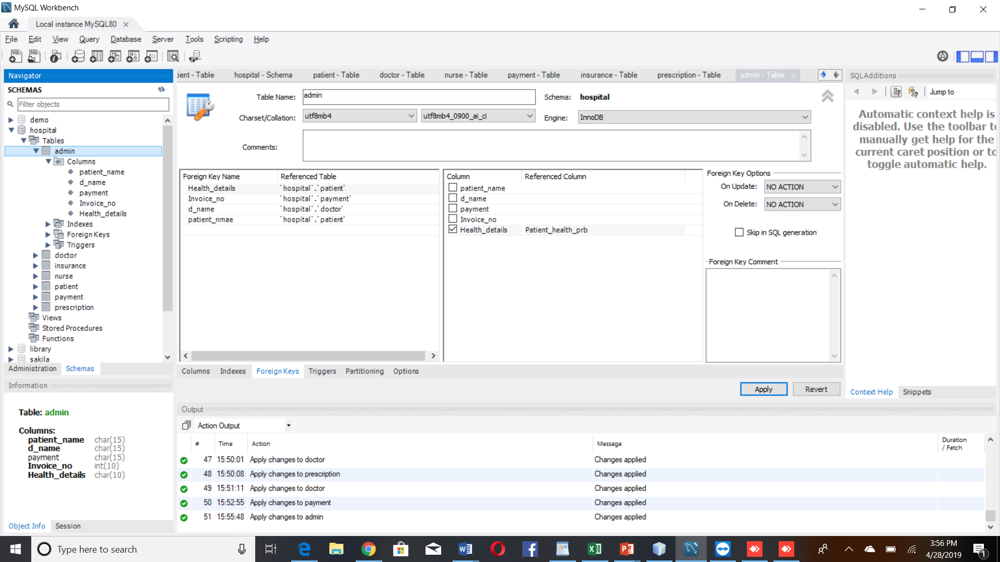 MySQL Workbench
Local instance MySQL80
File Edit View Query Database Server Tools Scripting Help
Navigator
SCHEMAS
Filter objects
demo
hospital
Tables
admin
Columns
patient_name
d_name
payment
Invoice_no
Health_details
Indexes
Foreign Keys
Triggers
doctor
insurance
nurse
patient
payment
prescription
Views
Stored Procedures
Functions
library
sakila
Administration Schemas
Information
Table: admin
Columns:
patient_name char(15)
d_name char(15)
payment char(15)
Invoice_no int(10)
Health_details char(10)
Object Info Session
ient - Table hospital - Schema patient - Table doctor - Table nurse - Table payment - Table insurance - Table prescription - Table admin - Table
Table Name: admin Schema: hospital
Charset/Collation: utf8mb4 utf8mb4_0900_ai_ci Engine: InnoDB
Comments:
Foreign Key Name Referenced Table
Health_details `hospital`.`patient`
Invoice_no `hospital`.`payment`
d_name `hospital`.`doctor`
patient_nmae `hospital`.`patient`
Column Referenced Column
patient_name
d_name
payment
Invoice_no
Health_details Patient_health_prb
Foreign Key Options
On Update: NO ACTION
On Delete: NO ACTION
Skip in SQL generation
Foreign Key Comment
Columns Indexes Foreign Keys Triggers Partitioning Options
Apply Revert
SQLAdditions
Jump to
Automatic context help is
disabled. Use the toolbar to
manually get help for the
current caret position or to
toggle automatic help.
Context Help Snippets
Output
Action Output
# Time Action Message Duration / Fetch
47 15:50:01 Apply changes to doctor Changes applied
48 15:50:08 Apply changes to prescription Changes applied
49 15:51:11 Apply changes to doctor Changes applied
50 15:52:55 Apply changes to payment Changes applied
51 15:55:48 Apply changes to admin Changes applied
Type here to search
3:56 PM
4/28/2019
1